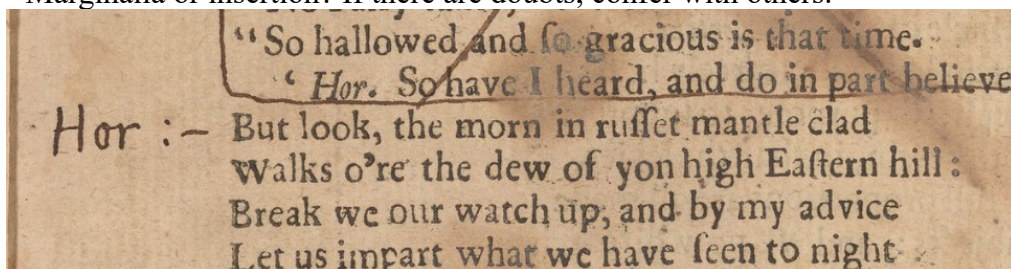 Marginalia or insertion? If there are doubts, confer with others.
“So hallowed and ſo gracious is that time.
‘ Hor. So have I heard, and do in part believe
Hor :- But look, the morn in ruſſet mantle clad
Walks o’re the dew of yon high Eaſtern hill :
Break we our watch up, and by my advice
Let us impart what we have ſeen to night